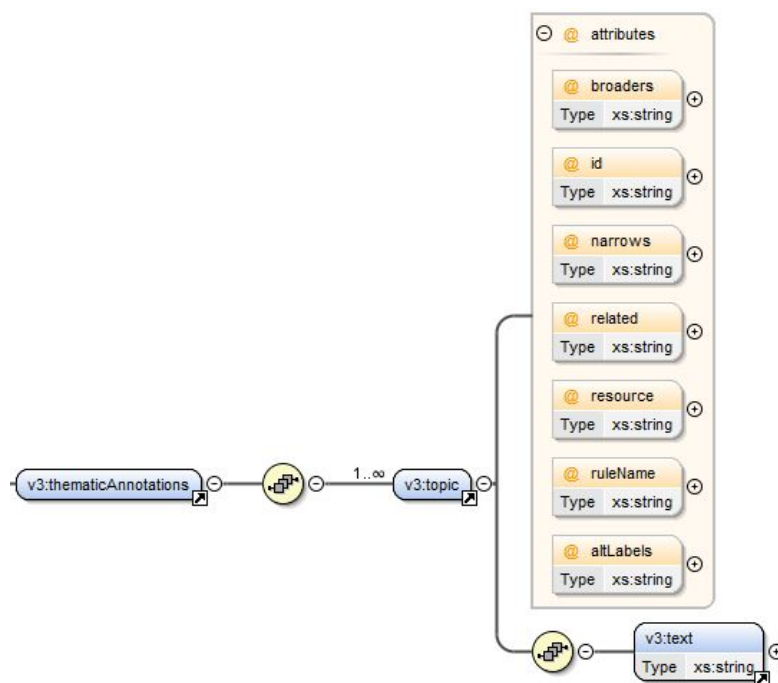 @ attributes
@ broaders
Type xs:string
@ id
Type xs:string
@ narrows
Type xs:string
@ related
Type xs:string
@ resource
Type xs:string
@ ruleName
Type xs:string
@ altLabels
Type xs:string
v3:thematicAnnotations
1..∞
v3:topic
v3:text
Type xs:string